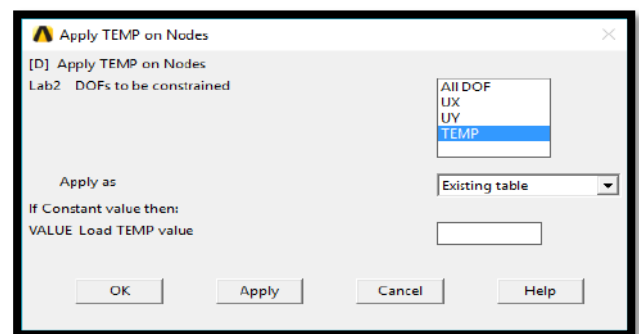 Apply TEMP on Nodes
[D] Apply TEMP on Nodes
Lab2 DOFs to be constrained
All DOF
UX
UY
TEMP
Apply as
Existing table
If Constant value then:
VALUE Load TEMP value
OK
Apply
Cancel
Help